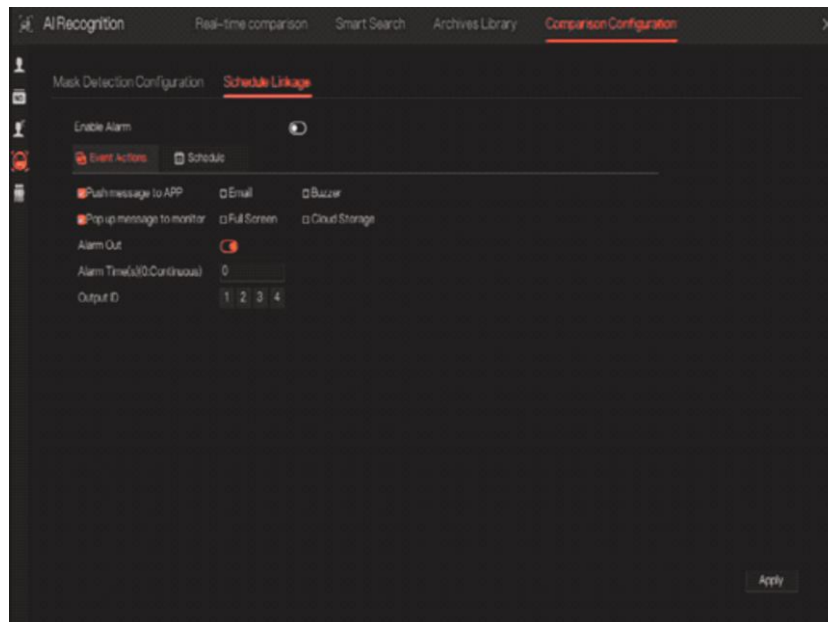 AI Recognition Real-time comparison Smart Search Archives Library Comparison Configuration
Mask Detection Configuration Schedule Linkage
Enable Alarm
Event Actions Schedule
Push message to APP Email Buzzer
Pop up message to monitor Full Screen Cloud Storage
Alarm Out
Alarm Time(s)(0:Continuous) 0
Output ID 1 2 3 4
Apply